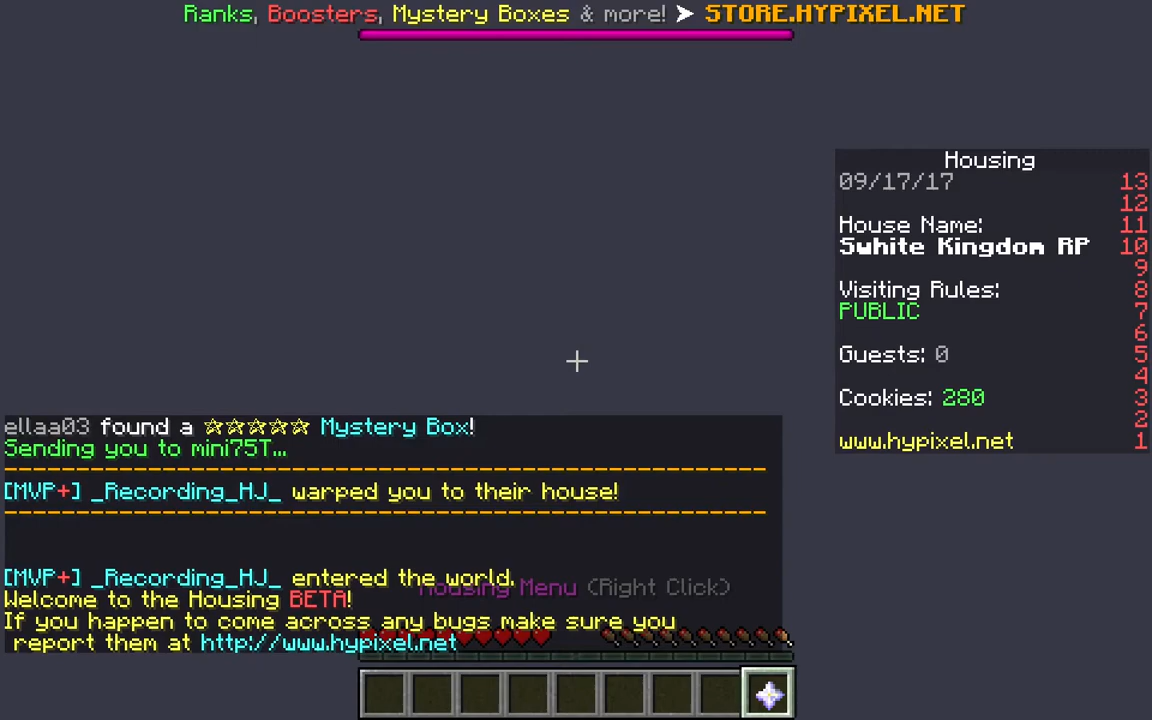 Ranks, Boosters, Mystery Boxes & more! ➤ STORE.HYPIXEL.NET
Housing
09/17/17 13
12
House Name: 11
Swhite Kingdom RP 10
9
Visiting Rules: 8
PUBLIC 7
6
Guests: 0 5
4
Cookies: 280 3
2
www.hypixel.net 1
ellaa03 found a ☆☆☆☆☆ Mystery Box!
Sending you to mini75T...
[MVP+] _Recording_HJ_ warped you to their house!
[MVP+] _Recording_HJ_ entered the world.
Housing Menu (Right Click)
Welcome to the Housing BETA!
If you happen to come across any bugs make sure you
report them at http://www.hypixel.net